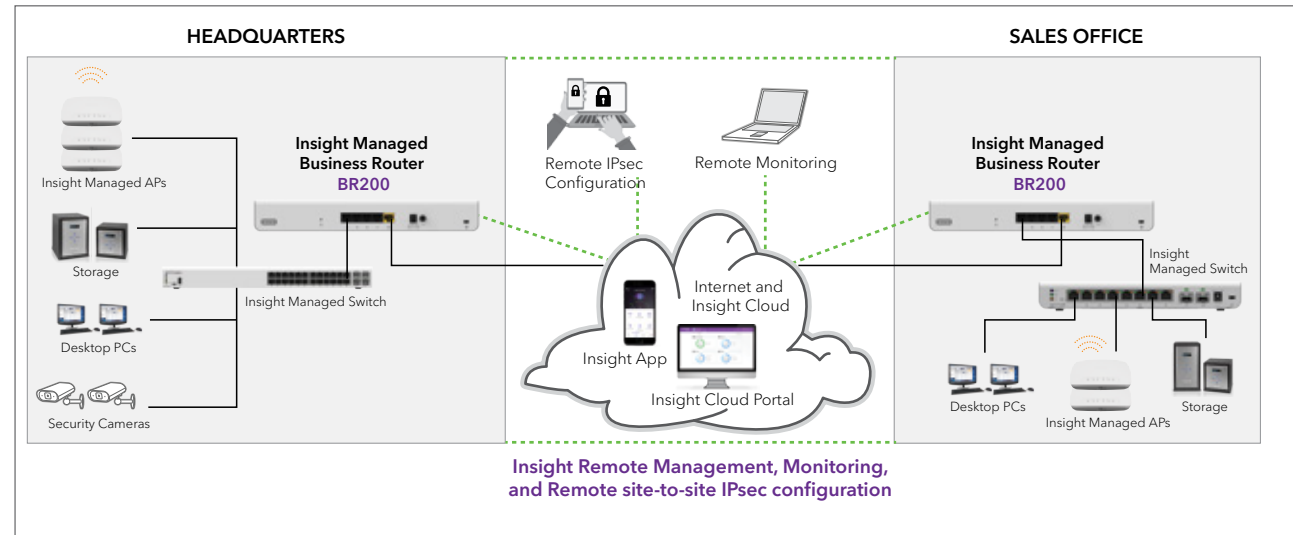 HEADQUARTERS
SALES OFFICE
Insight Managed
Business Router
BR200
Insight Managed APs
Storage
Insight Managed Switch
Desktop PCs
Security Cameras
Remote IPsec
Configuration
Remote Monitoring
Internet and
Insight Cloud
Insight App
Insight Cloud Portal
Insight Managed
Business Router
BR200
Insight
Managed Switch
Desktop PCs
Insight Managed APs
Storage
Insight Remote Management, Monitoring,
and Remote site-to-site IPsec configuration